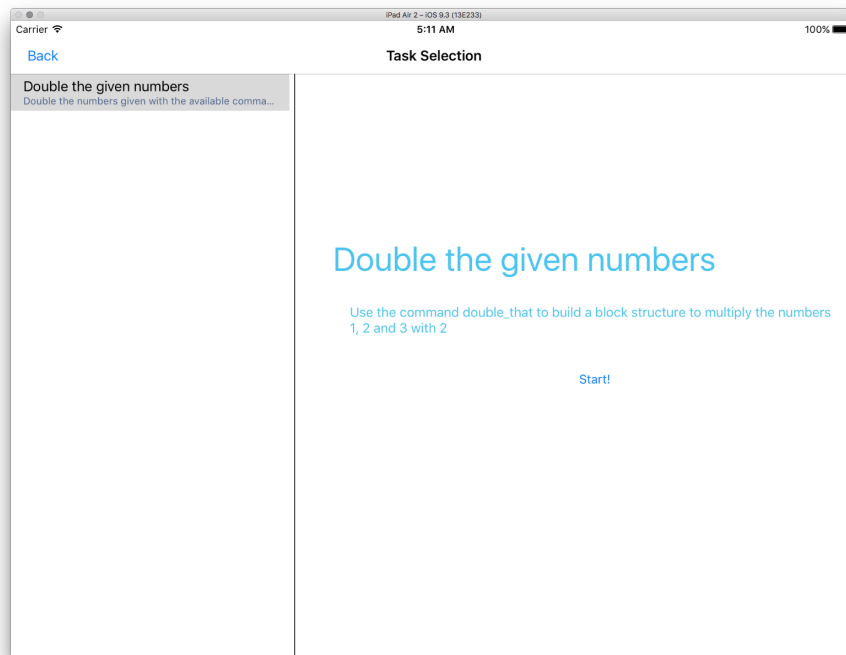 iPad Air 2 – iOS 9.3 (13E233)
Carrier 5:11 AM 100%
Back Task Selection
Double the given numbers
Double the numbers given with the available comma...
Double the given numbers
Use the command double_that to build a block structure to multiply the numbers
1, 2 and 3 with 2
Start!